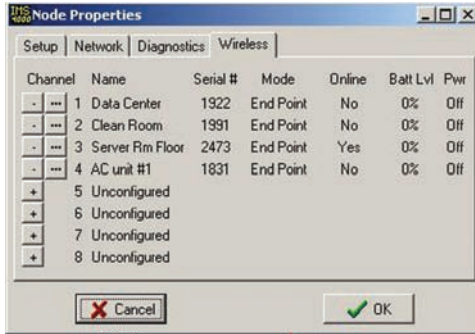 IMS 4000 Node Properties
Setup Network Diagnostics Wireless
Channel Name Serial # Mode Online Batt Lvl Pwr
- ... 1 Data Center 1922 End Point No 0% Off
- ... 2 Clean Room 1991 End Point No 0% Off
- ... 3 Server Rm Floor 2473 End Point Yes 0% Off
- ... 4 AC unit #1 1831 End Point No 0% Off
+ 5 Unconfigured
+ 6 Unconfigured
+ 7 Unconfigured
+ 8 Unconfigured
Cancel OK